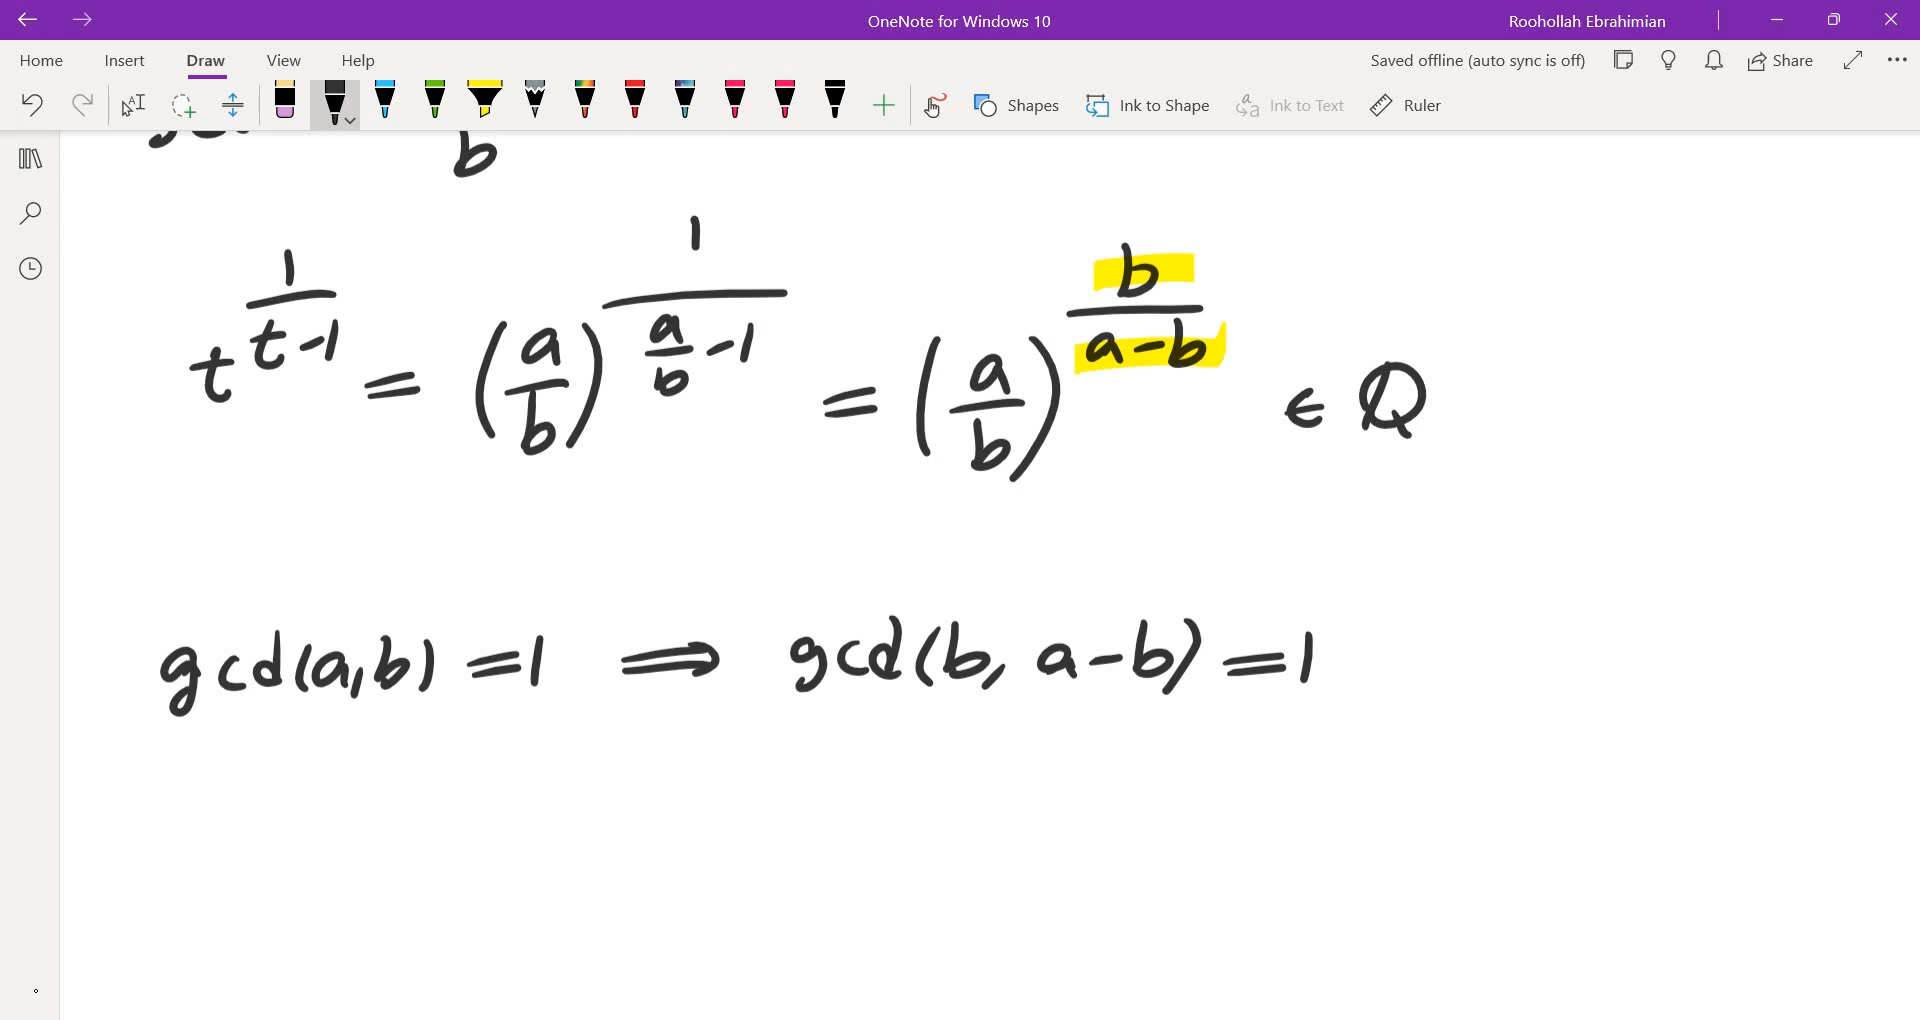 OneNote for Windows 10
Roohollah Ebrahimian
Home Insert Draw View Help
Saved offline (auto sync is off) Share
Shapes Ink to Shape Ink to Text Ruler
b
t^(1/(t-1)) = (a/b)^(1/(a/b - 1)) = (a/b)^(b/(a-b)) ∈ Q
gcd(a,b) = 1 ⟹ gcd(b, a-b) = 1